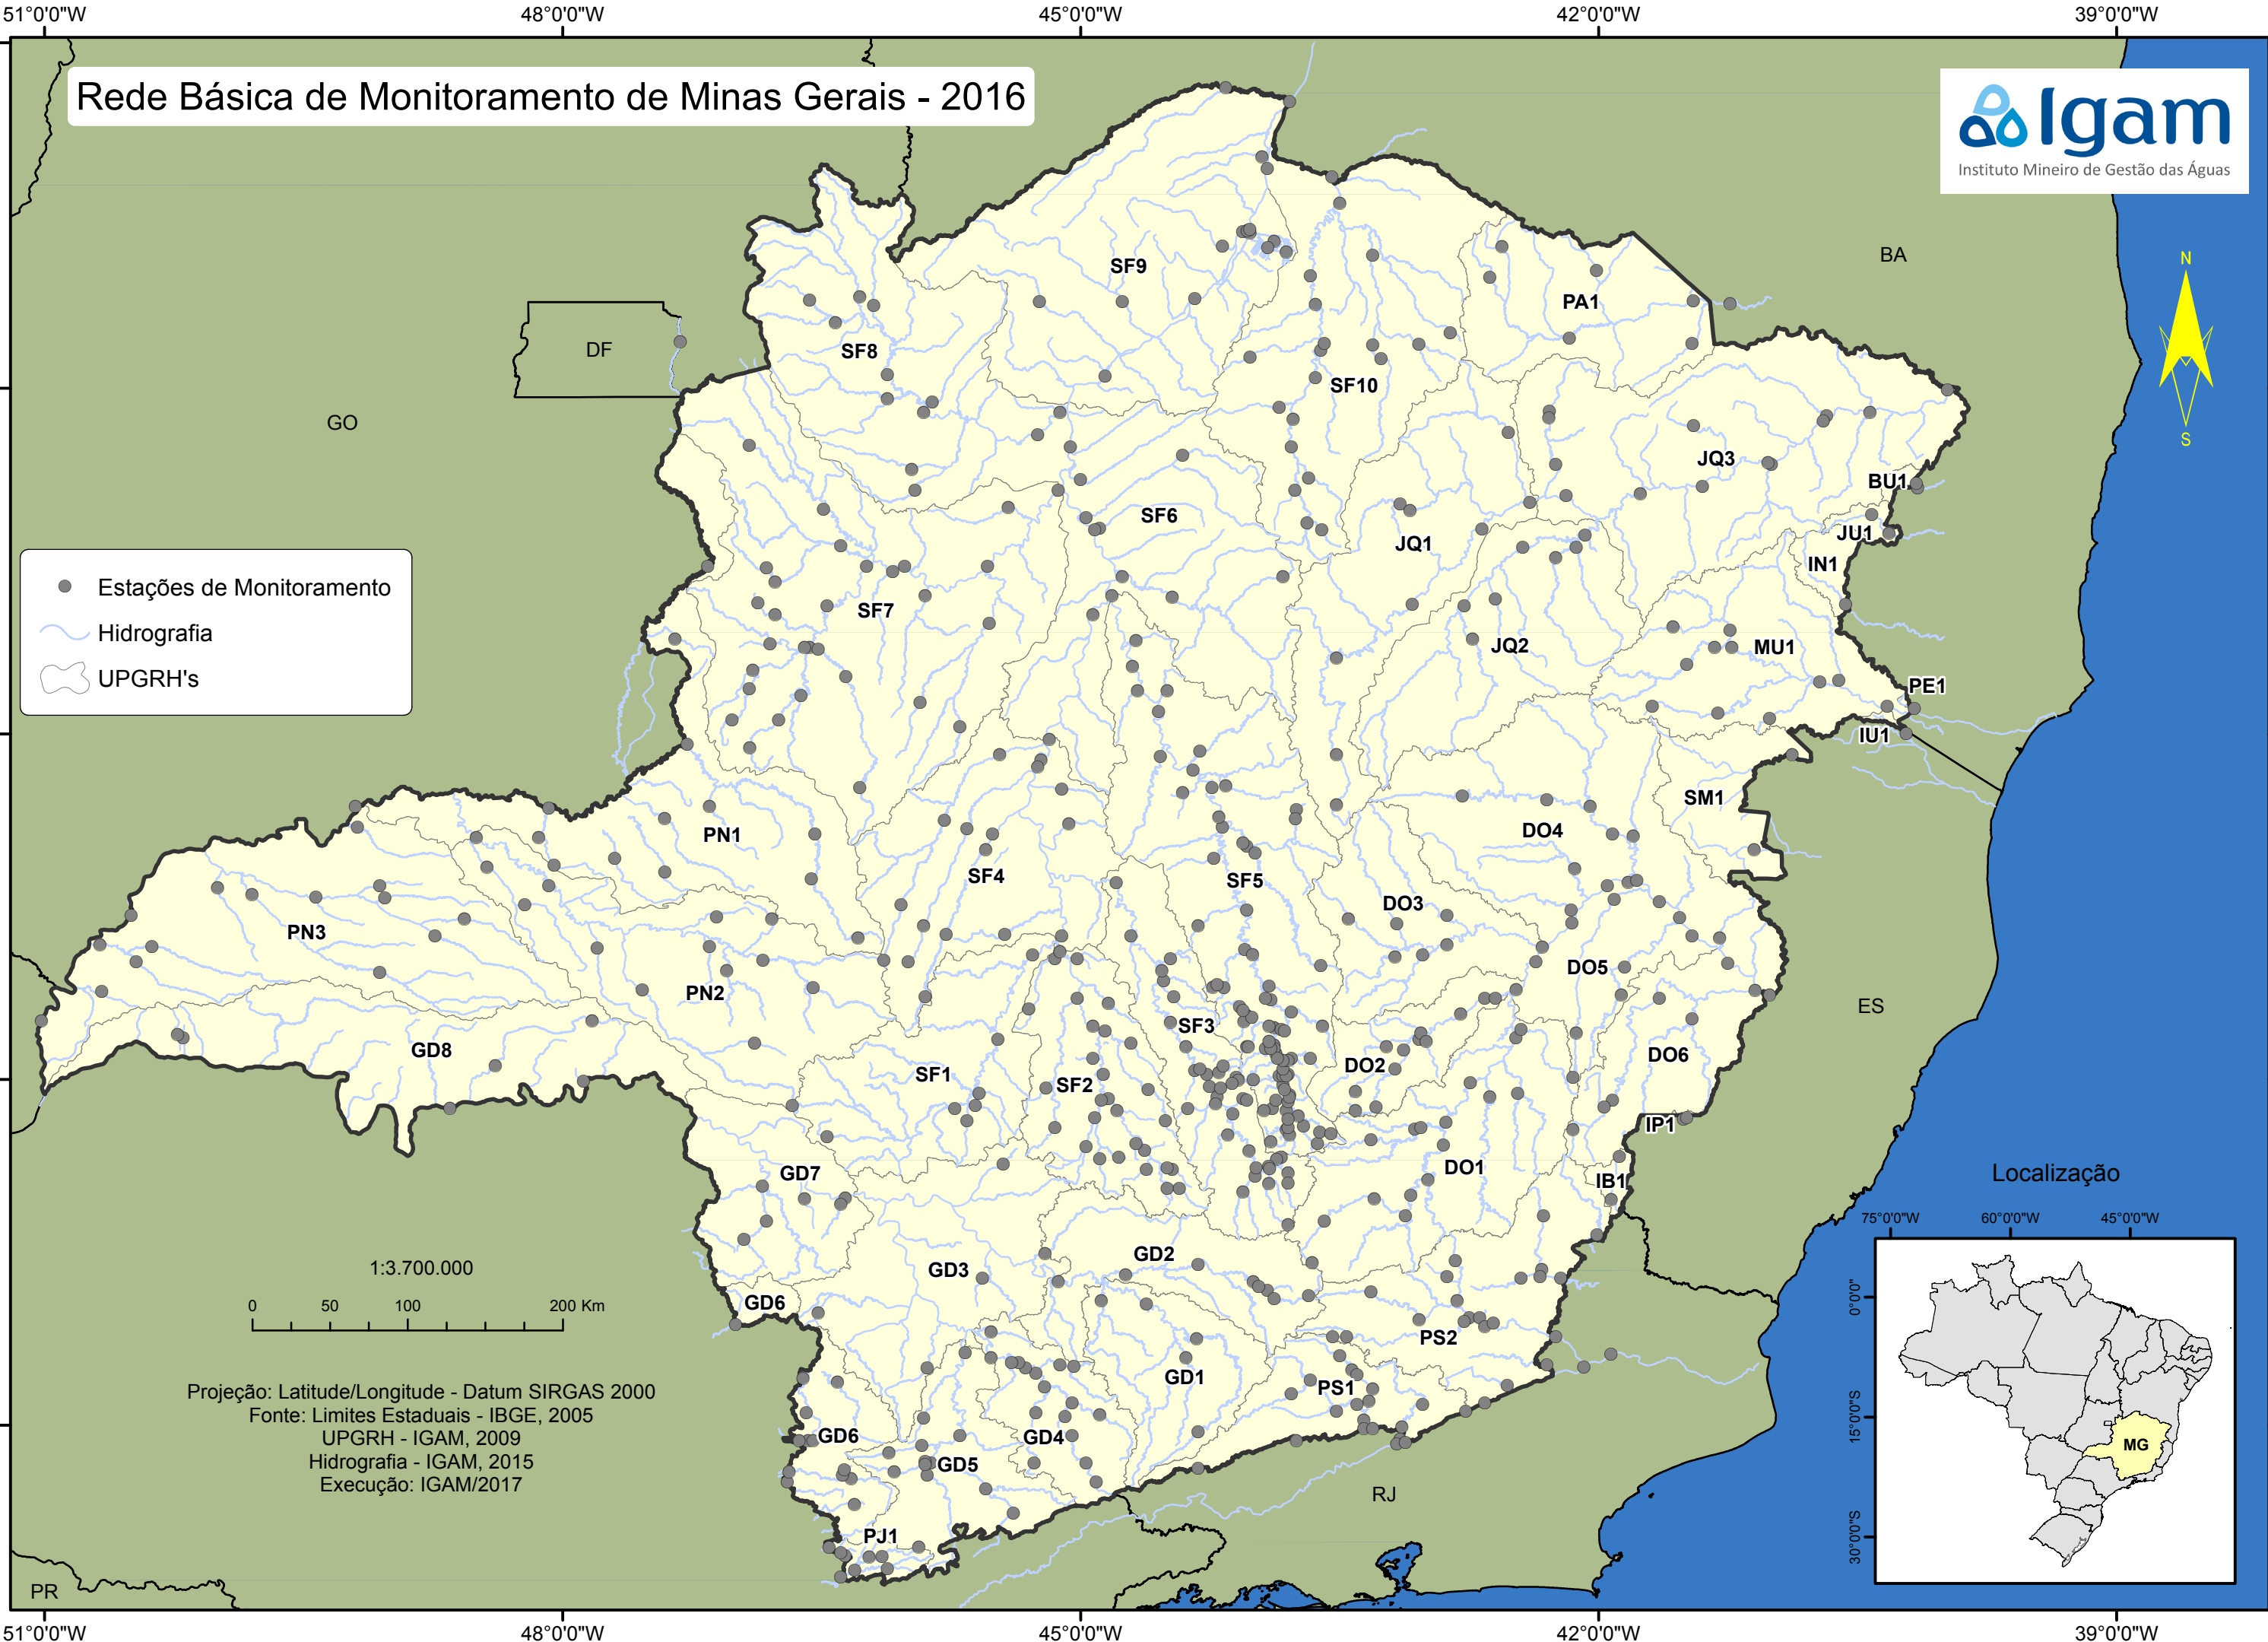 51°0'0"W 48°0'0"W 45°0'0"W 42°0'0"W 39°0'0"W
Rede Básica de Monitoramento de Minas Gerais - 2016
Igam
Instituto Mineiro de Gestão das Águas
BA
N
S
SF9
PA1
DF
SF8
SF10
GO
JQ3
BU1
SF6
JU1
JQ1
IN1
Estações de Monitoramento
Hidrografia
UPGRH's
SF7
JQ2
MU1
PE1
IU1
SM1
PN1
DO4
SF4
SF5
DO3
PN3
DO5
PN2
ES
SF3
GD8
DO6
DO2
SF1
SF2
IP1
DO1
GD7
IB1
Localização
75°0'0"W 60°0'0"W 45°0'0"W
0°0'0"
15°0'0"S
30°0'0"S
MG
GD2
GD3
1:3.700.000
0 50 100 200 Km
GD6
PS2
GD1
PS1
Projeção: Latitude/Longitude - Datum SIRGAS 2000
Fonte: Limites Estaduais - IBGE, 2005
UPGRH - IGAM, 2009
Hidrografia - IGAM, 2015
Execução: IGAM/2017
GD6
GD4
GD5
RJ
PJ1
PR
51°0'0"W 48°0'0"W 45°0'0"W 42°0'0"W 39°0'0"W